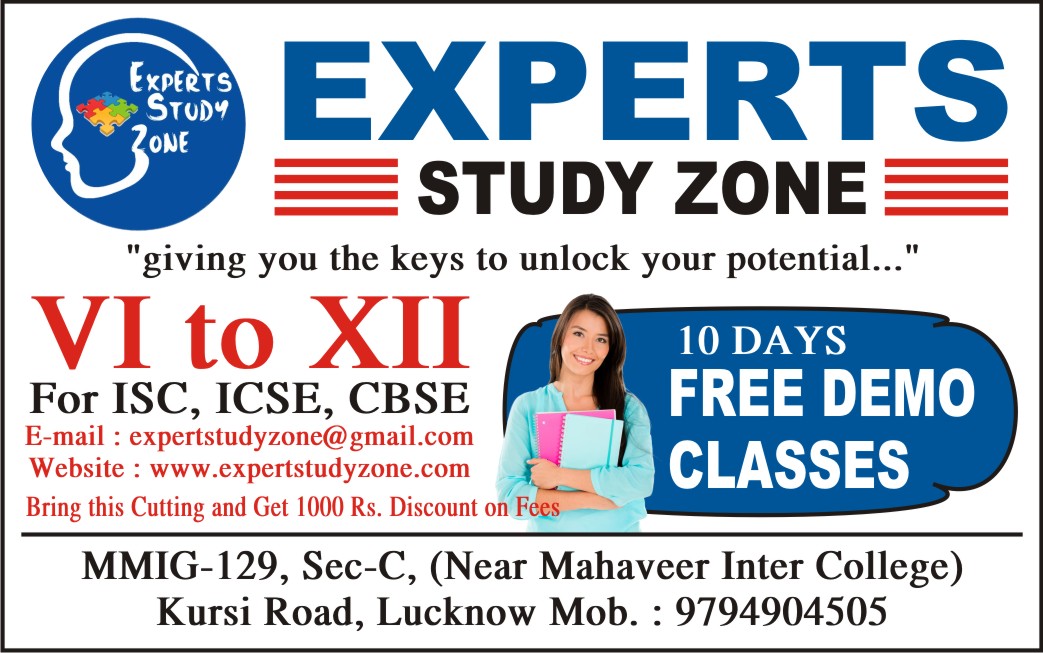 EXPERTS
STUDY
ZONE
EXPERTS
STUDY ZONE
"giving you the keys to unlock your potential..."
VI to XII
For ISC, ICSE, CBSE
E-mail : expertstudyzone@gmail.com
Website : www.expertstudyzone.com
Bring this Cutting and Get 1000 Rs. Discount on Fees
10 DAYS
FREE DEMO
CLASSES
MMIG-129, Sec-C, (Near Mahaveer Inter College)
Kursi Road, Lucknow Mob. : 9794904505